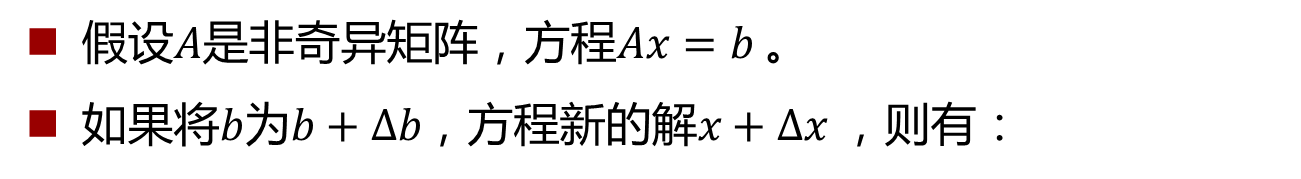 ■ 假设A是非奇异矩阵，方程Ax = b 。
■ 如果将b为b + Δb，方程新的解x + Δx ，则有：